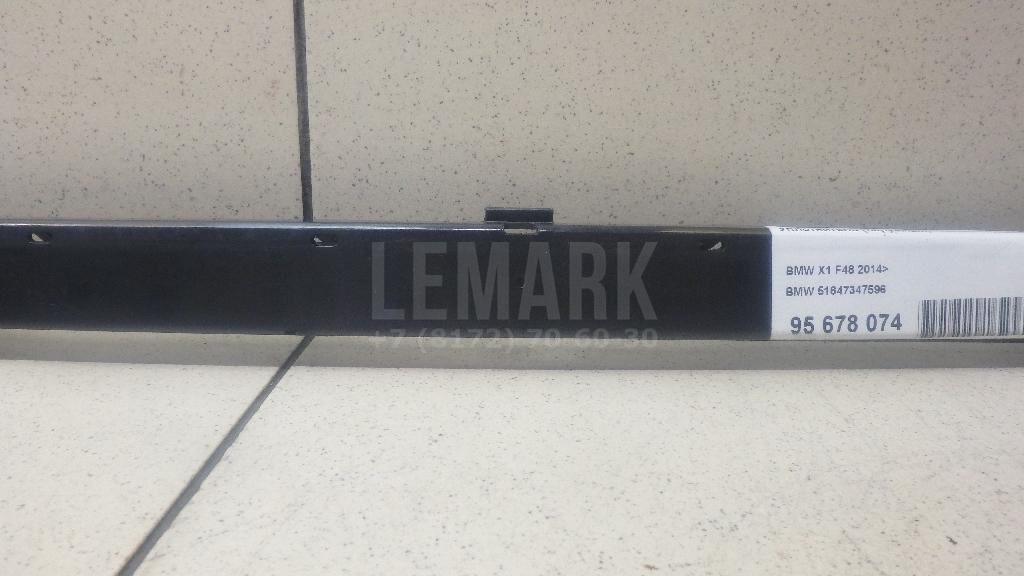 LEMARK
+7 (8172) 70-60-30
BMW X1 F48 2014>
BMW 51647347596
95 678 074